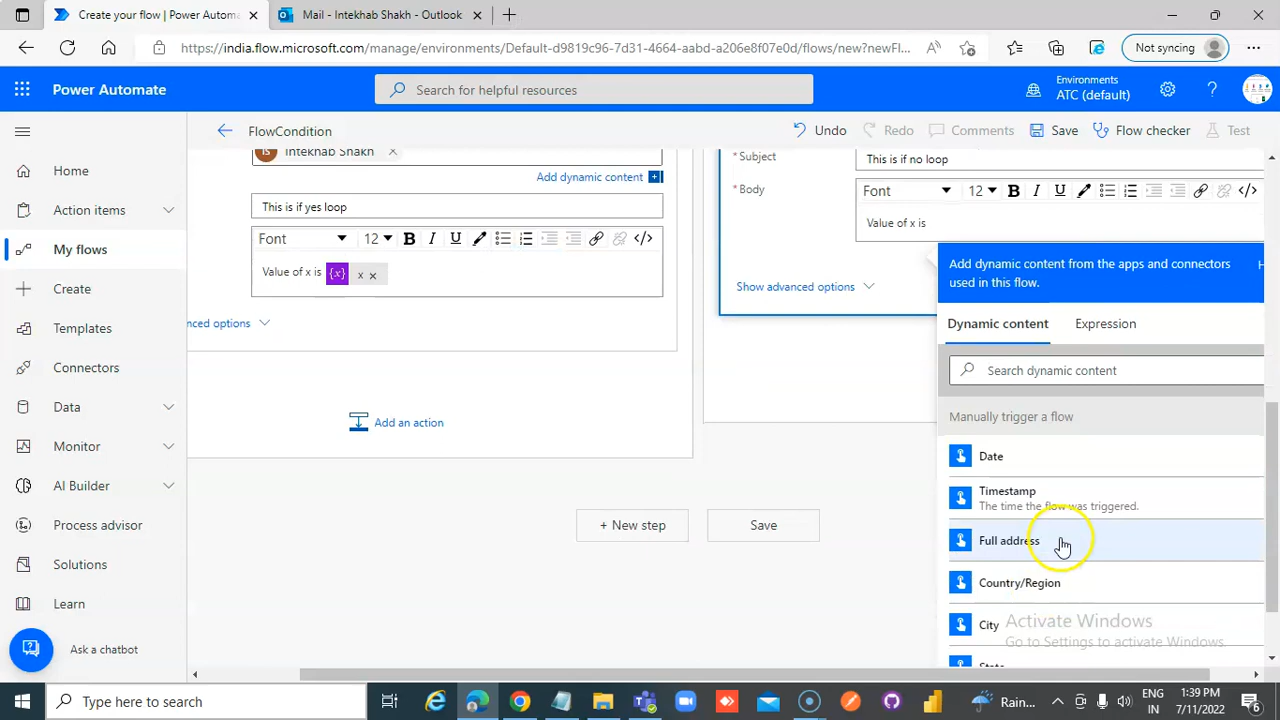 Create your flow | Power Automa
Mail - Intekhab Shakh - Outlook
https://india.flow.microsoft.com/manage/environments/Default-d9819c96-7d31-4664-aabd-a206e8f07e0d/flows/new?newFl...
Not syncing
Power Automate
Search for helpful resources
Environments
ATC (default)
FlowCondition
Undo
Redo
Comments
Save
Flow checker
Test
Home
Action items
My flows
Create
Templates
Connectors
Data
Monitor
AI Builder
Process advisor
Solutions
Learn
Ask a chatbot
IS
Intekhab Shakh
Add dynamic content
This is if yes loop
Font
12
Value of x is {x} x
nced options
Add an action
+ New step
Save
* Subject
This is if no loop
* Body
Font
12
Value of x is
Show advanced options
Add dynamic content from the apps and connectors
used in this flow.
H
Dynamic content
Expression
Search dynamic content
Manually trigger a flow
Date
Timestamp
The time the flow was triggered.
Full address
Country/Region
City
State
Activate Windows
Go to Settings to activate Windows.
Type here to search
Rain...
ENG
IN
1:39 PM
7/11/2022
6